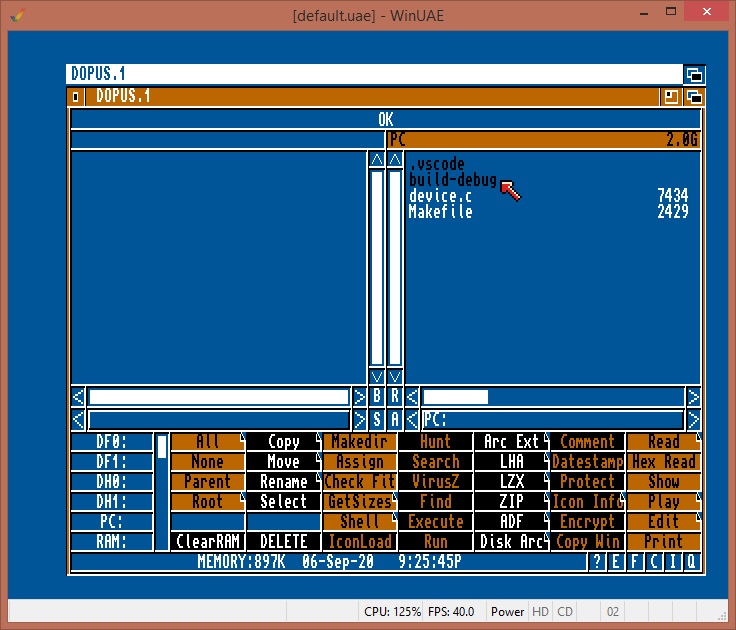 [default.uae] - WinUAE
DOPUS.1
DOPUS.1
OK
PC 2.0G
.vscode
build-debug
device.c 7434
Makefile 2429
B R
S A PC:
DF0: All Copy Makedir Hunt Arc Ext Comment Read
DF1: None Move Assign Search LHA Datestamp Hex Read
DH0: Parent Rename Check Fit VirusZ LZX Protect Show
DH1: Root Select GetSizes Find ZIP Icon Info Play
PC: Shell Execute ADF Encrypt Edit
RAM: ClearRAM DELETE IconLoad Run Disk Arc Copy Win Print
MEMORY:897K 06-Sep-20 9:25:45P ? E F C I Q
CPU: 125% FPS: 40.0 Power HD CD 02